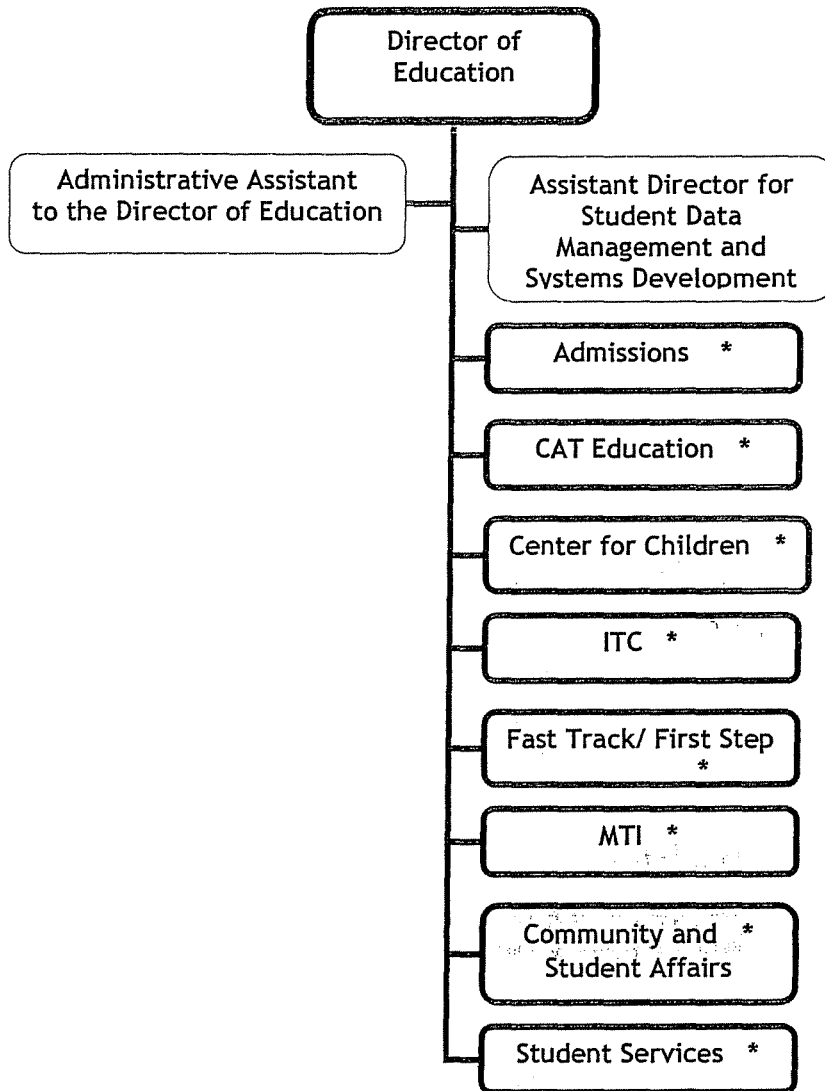 Director of
Education
Administrative Assistant
to the Director of Education
Assistant Director for
Student Data
Management and
Systems Development
Admissions *
CAT Education *
Center for Children *
ITC *
Fast Track/ First Step
*
MTI *
Community and *
Student Affairs
Student Services *